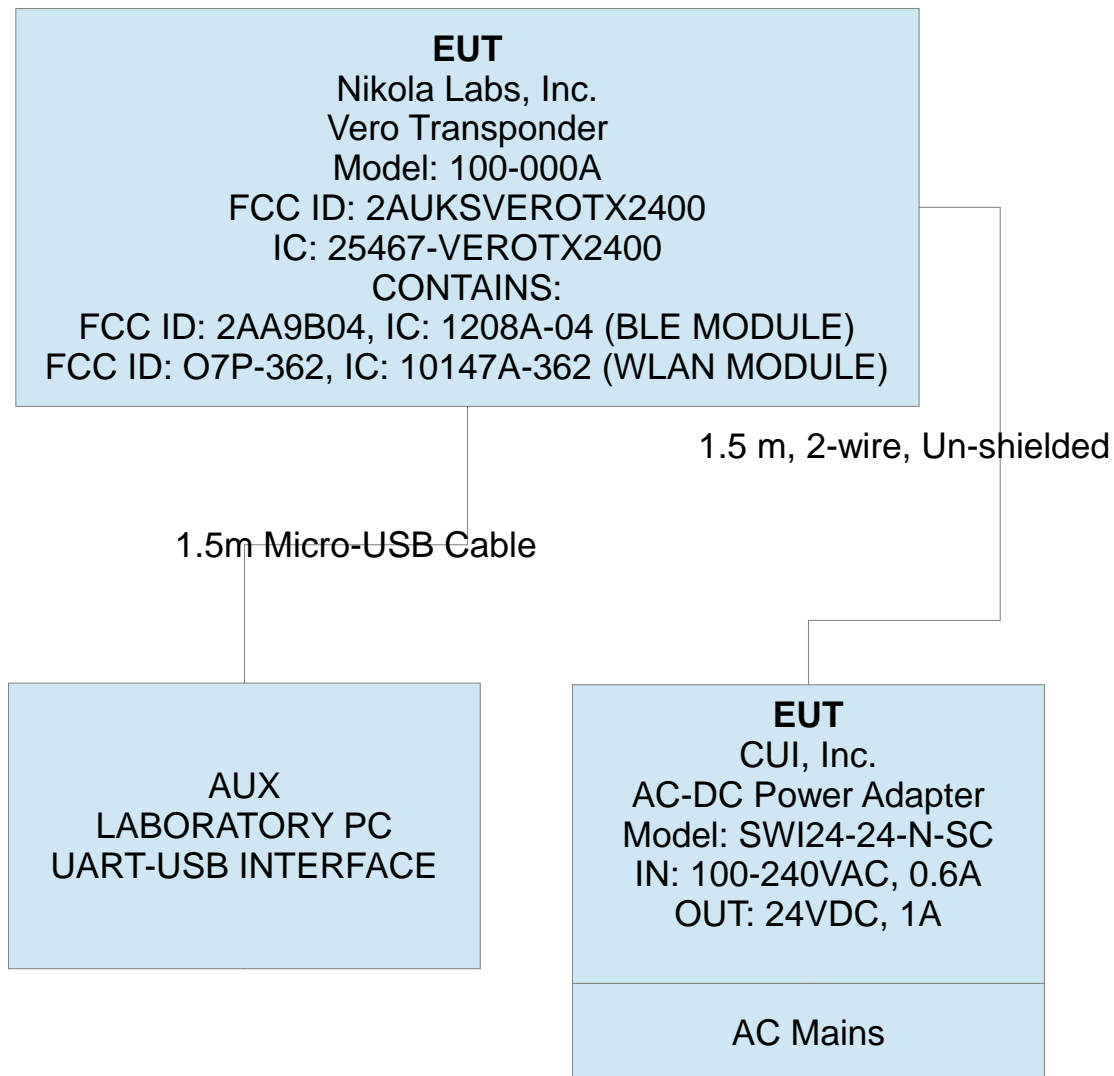 EUT
Nikola Labs, Inc.
Vero Transponder
Model: 100-000A
FCC ID: 2AUKSVEROTX2400
IC: 25467-VEROTX2400
CONTAINS:
FCC ID: 2AA9B04, IC: 1208A-04 (BLE MODULE)
FCC ID: O7P-362, IC: 10147A-362 (WLAN MODULE)
1.5 m, 2-wire, Un-shielded
1.5m Micro-USB Cable
AUX
LABORATORY PC
UART-USB INTERFACE
EUT
CUI, Inc.
AC-DC Power Adapter
Model: SWI24-24-N-SC
IN: 100-240VAC, 0.6A
OUT: 24VDC, 1A
AC Mains